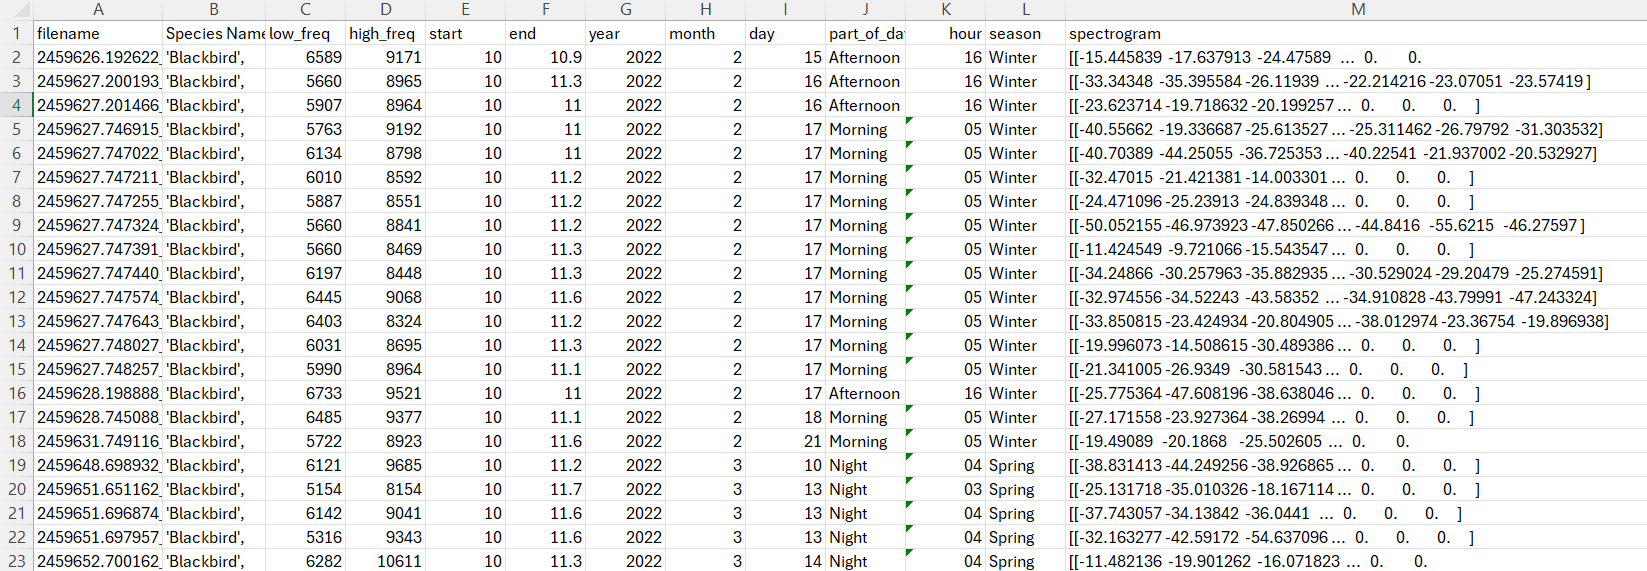 A B C D E F G H I J K L M
1 filename Species Name low_freq high_freq start end year month day part_of_da hour season spectrogram
2 2459626.192622_ 'Blackbird', 6589 9171 10 10.9 2022 2 15 Afternoon 16 Winter [[-15.445839 -17.637913 -24.47589 ... 0. 0.
3 2459627.200193_ 'Blackbird', 5660 8965 10 11.3 2022 2 16 Afternoon 16 Winter [[-33.34348 -35.395584 -26.11939 ... -22.214216 -23.07051 -23.57419 ]
4 2459627.201466_ 'Blackbird', 5907 8964 10 11 2022 2 16 Afternoon 16 Winter [[-23.623714 -19.718632 -20.199257 ... 0. 0. 0. ]
5 2459627.746915_ 'Blackbird', 5763 9192 10 11 2022 2 17 Morning 05 Winter [[-40.55662 -19.336687 -25.613527 ... -25.311462 -26.79792 -31.303532]
6 2459627.747022_ 'Blackbird', 6134 8798 10 11 2022 2 17 Morning 05 Winter [[-40.70389 -44.25055 -36.725353 ... -40.22541 -21.937002 -20.532927]
7 2459627.747211_ 'Blackbird', 6010 8592 10 11.2 2022 2 17 Morning 05 Winter [[-32.47015 -21.421381 -14.003301 ... 0. 0. 0. ]
8 2459627.747255_ 'Blackbird', 5887 8551 10 11.2 2022 2 17 Morning 05 Winter [[-24.471096 -25.23913 -24.839348 ... 0. 0. 0. ]
9 2459627.747324_ 'Blackbird', 5660 8841 10 11.2 2022 2 17 Morning 05 Winter [[-50.052155 -46.973923 -47.850266 ... -44.8416 -55.6215 -46.27597 ]
10 2459627.747391_ 'Blackbird', 5660 8469 10 11.3 2022 2 17 Morning 05 Winter [[-11.424549 -9.721066 -15.543547 ... 0. 0. 0. ]
11 2459627.747440_ 'Blackbird', 6197 8448 10 11.3 2022 2 17 Morning 05 Winter [[-34.24866 -30.257963 -35.882935 ... -30.529024 -29.20479 -25.274591]
12 2459627.747574_ 'Blackbird', 6445 9068 10 11.6 2022 2 17 Morning 05 Winter [[-32.974556 -34.52243 -43.58352 ... -34.910828 -43.79991 -47.243324]
13 2459627.747643_ 'Blackbird', 6403 8324 10 11.2 2022 2 17 Morning 05 Winter [[-33.850815 -23.424934 -20.804905 ... -38.012974 -23.36754 -19.896938]
14 2459627.748027_ 'Blackbird', 6031 8695 10 11.3 2022 2 17 Morning 05 Winter [[-19.996073 -14.508615 -30.489386 ... 0. 0. 0. ]
15 2459627.748257_ 'Blackbird', 5990 8964 10 11.1 2022 2 17 Morning 05 Winter [[-21.341005 -26.9349 -30.581543 ... 0. 0. 0. ]
16 2459628.198888_ 'Blackbird', 6733 9521 10 11 2022 2 17 Afternoon 16 Winter [[-25.775364 -47.608196 -38.638046 ... 0. 0. 0. ]
17 2459628.745088_ 'Blackbird', 6485 9377 10 11.1 2022 2 18 Morning 05 Winter [[-27.171558 -23.927364 -38.26994 ... 0. 0. 0. ]
18 2459631.749116_ 'Blackbird', 5722 8923 10 11.6 2022 2 21 Morning 05 Winter [[-19.49089 -20.1868 -25.502605 ... 0. 0.
19 2459648.698932_ 'Blackbird', 6121 9685 10 11.2 2022 3 10 Night 04 Spring [[-38.831413 -44.249256 -38.926865 ... 0. 0. 0. ]
20 2459651.651162_ 'Blackbird', 5154 8154 10 11.7 2022 3 13 Night 03 Spring [[-25.131718 -35.010326 -18.167114 ... 0. 0. 0. ]
21 2459651.696874_ 'Blackbird', 6142 9041 10 11.6 2022 3 13 Night 04 Spring [[-37.743057 -34.13842 -36.0441 ... 0. 0. 0. ]
22 2459651.697957_ 'Blackbird', 5316 9343 10 11.6 2022 3 13 Night 04 Spring [[-32.163277 -42.59172 -54.637096 ... 0. 0. 0. ]
23 2459652.700162_ 'Blackbird', 6282 10611 10 11.3 2022 3 14 Night 04 Spring [[-11.482136 -19.901262 -16.071823 ... 0. 0.